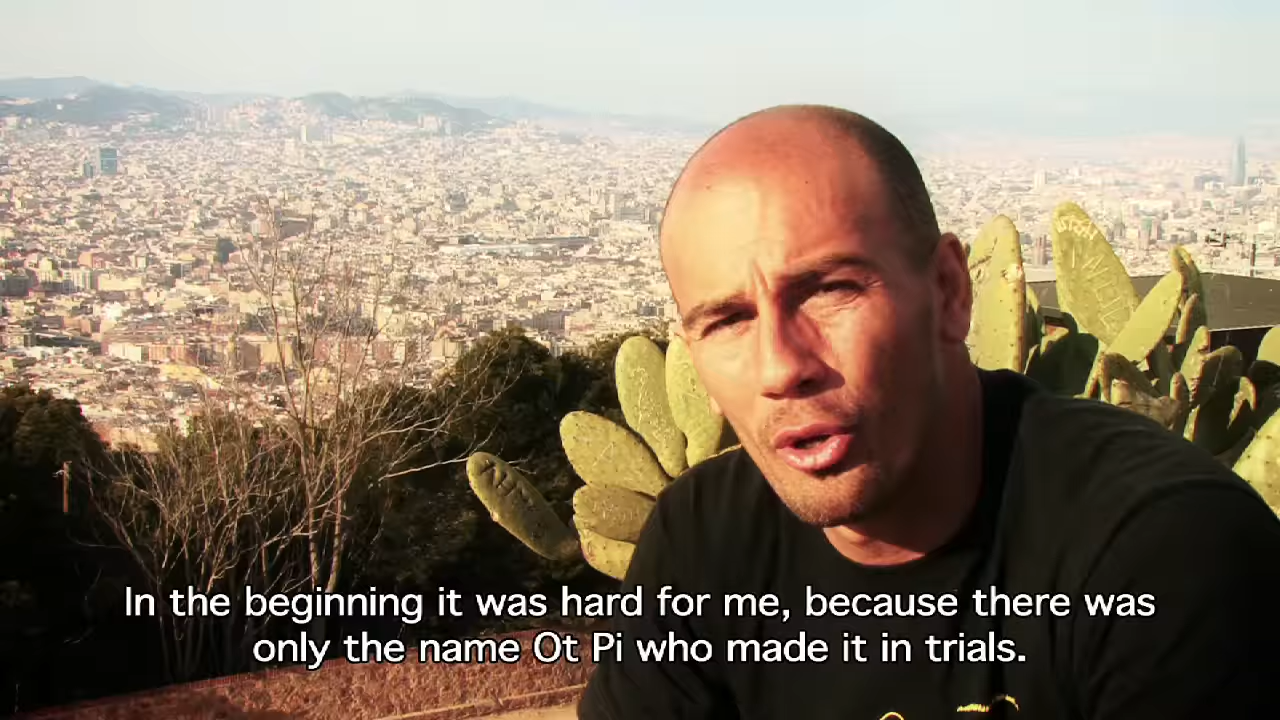 In the beginning it was hard for me, because there was
only the name Ot Pi who made it in trials.